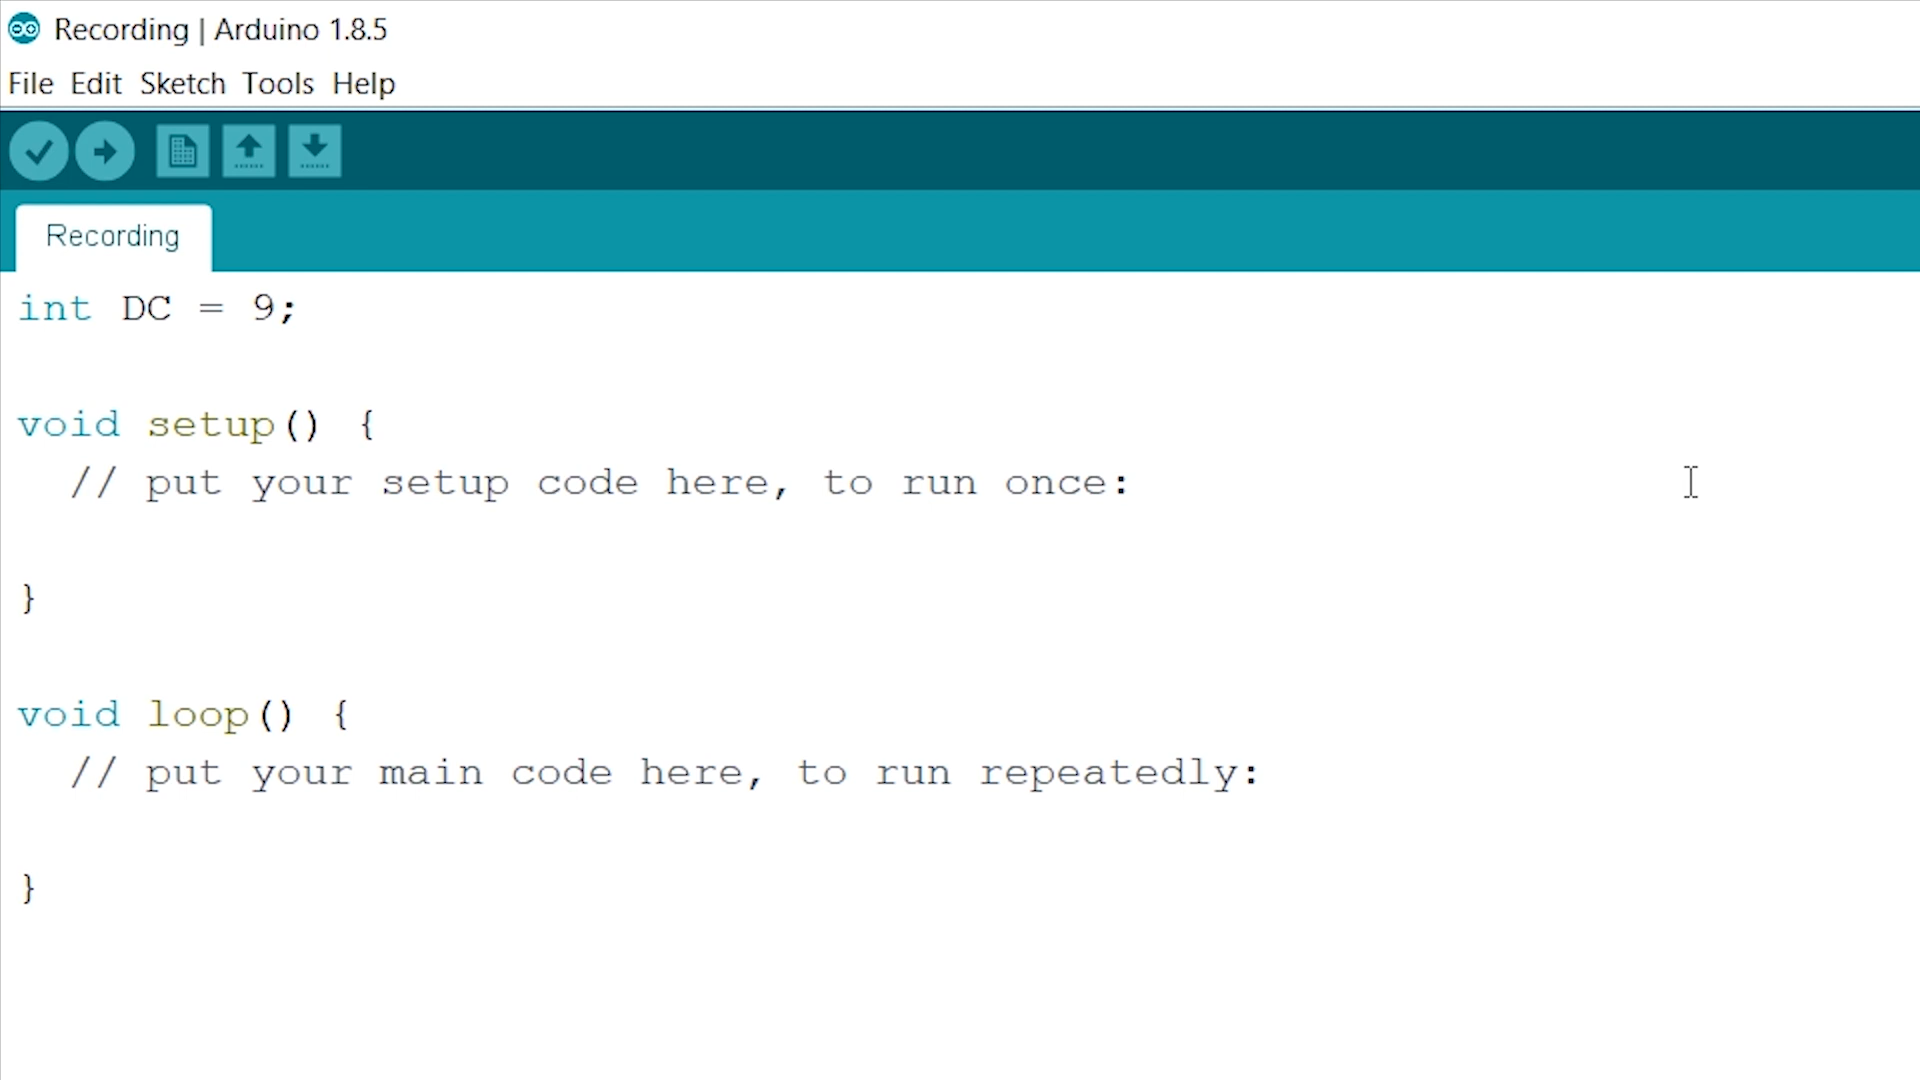 Recording | Arduino 1.8.5
File Edit Sketch Tools Help
Recording
int DC = 9;
void setup() {
// put your setup code here, to run once:
}
void loop() {
// put your main code here, to run repeatedly:
}